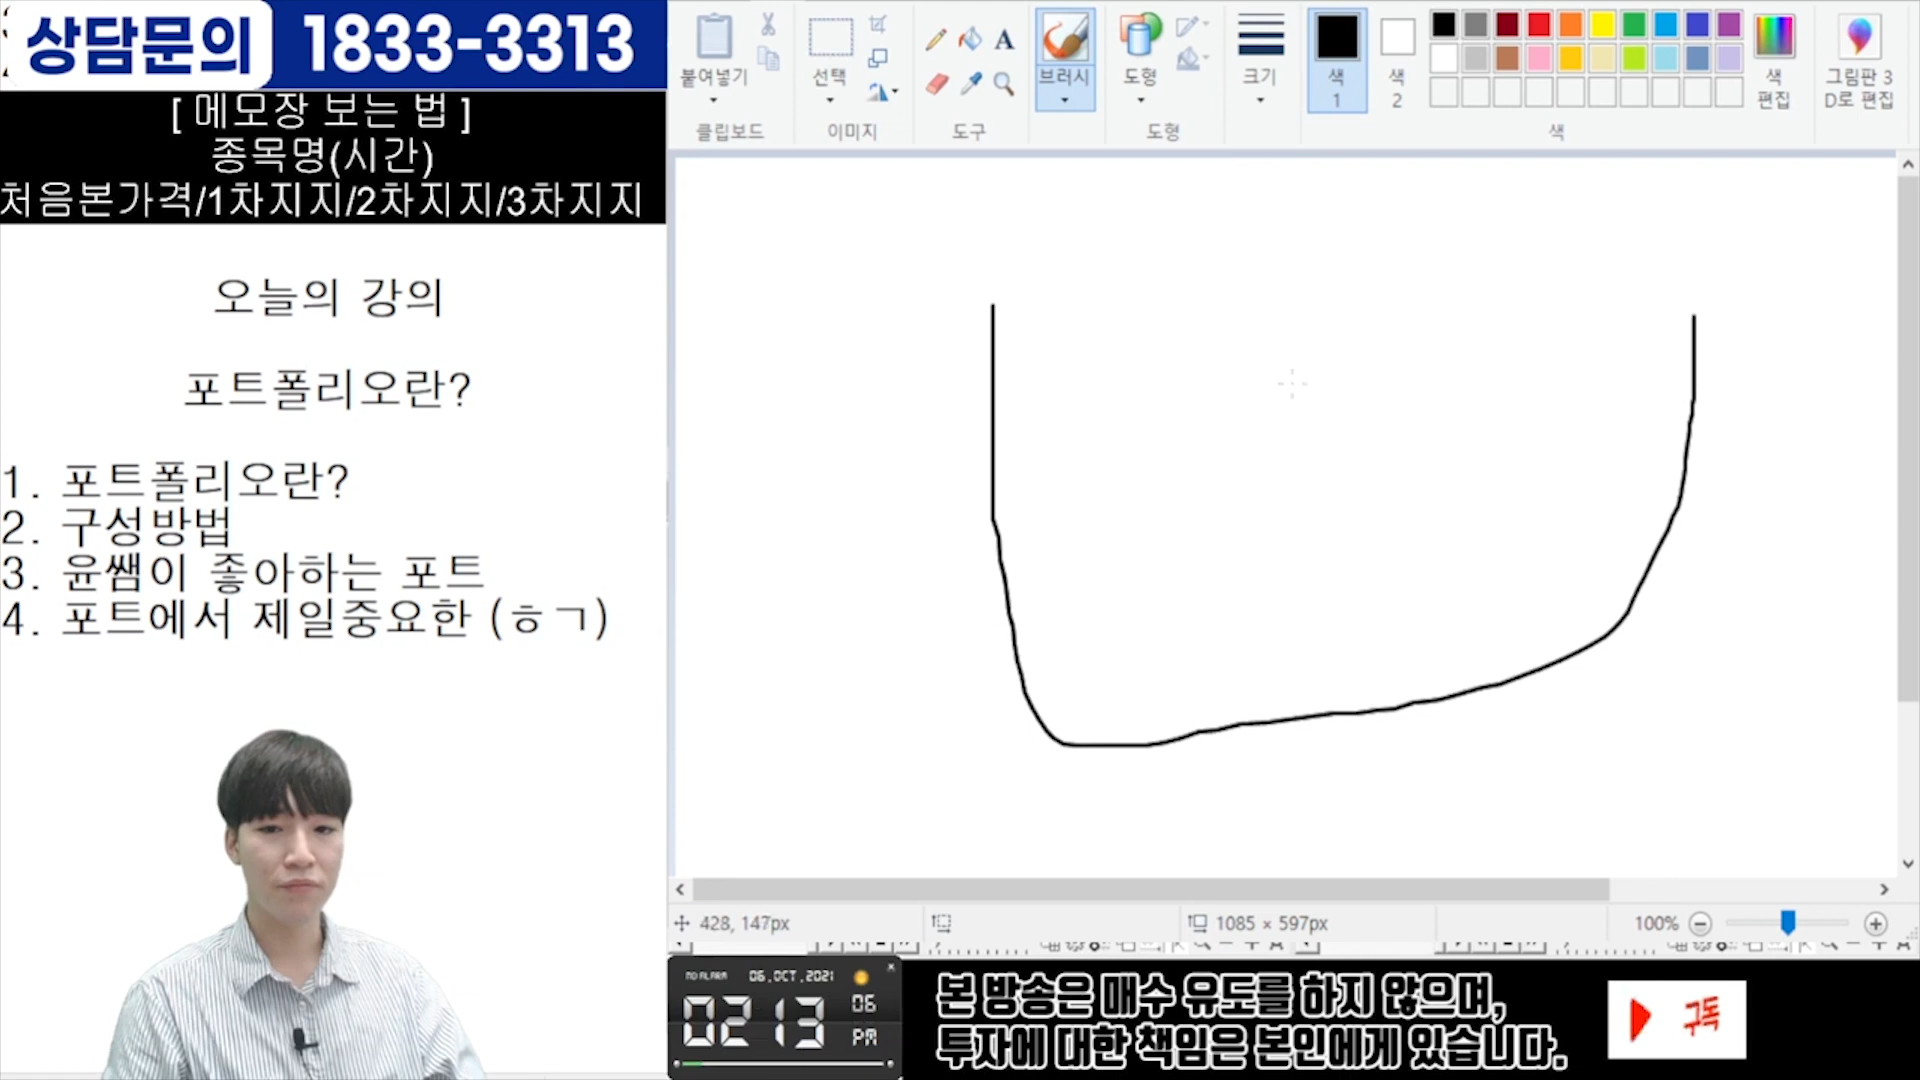 상담문의 1833-3313
[ 메모장 보는 법 ]
종목명(시간)
처음본가격/1차지지/2차지지/3차지지
오늘의 강의
포트폴리오란?
1. 포트폴리오란?
2. 구성방법
3. 윤쌤이 좋아하는 포트
4. 포트에서 제일중요한 (ㅎㄱ)
붙여넣기
클립보드
선택
이미지
A
도구
브러시
도형
도형
크기
색
1
색
2
색
편집
색
그림판 3
D로 편집
428, 147px
1085 × 597px
100%
NO ALARM 06,OCT,2021
02 13 06
PM
본 방송은 매수 유도를 하지 않으며,
투자에 대한 책임은 본인에게 있습니다.
구독